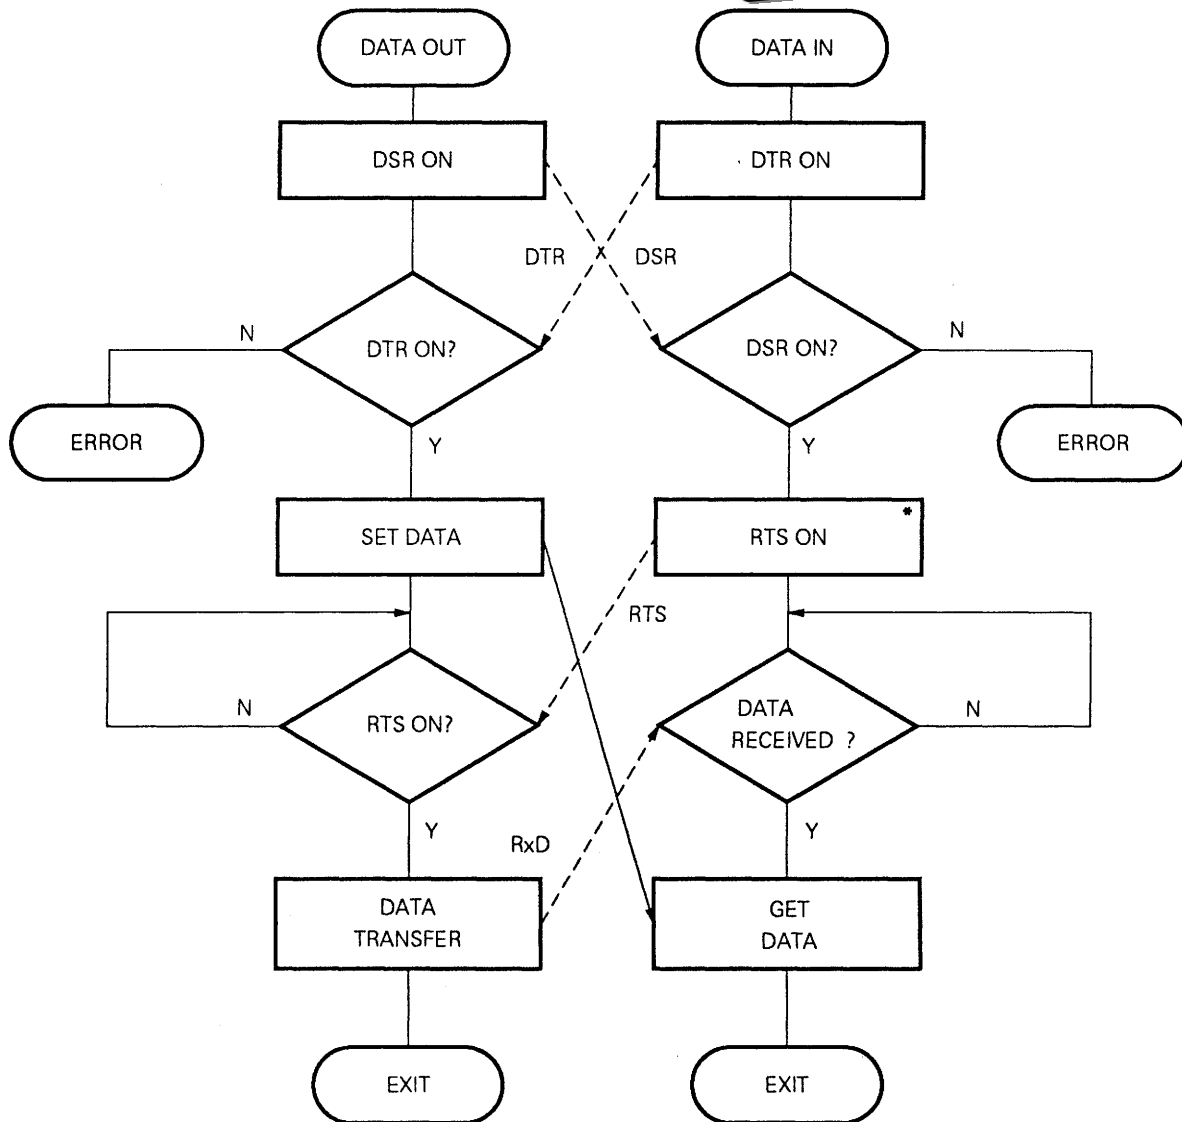 DATA OUT
DATA IN
DSR ON
DTR ON
DTR
DSR
N
DTR ON?
DSR ON?
N
ERROR
Y
Y
ERROR
SET DATA
RTS ON
*
RTS
N
RTS ON?
DATA
RECEIVED ?
N
Y
RxD
Y
DATA
TRANSFER
GET
DATA
EXIT
EXIT